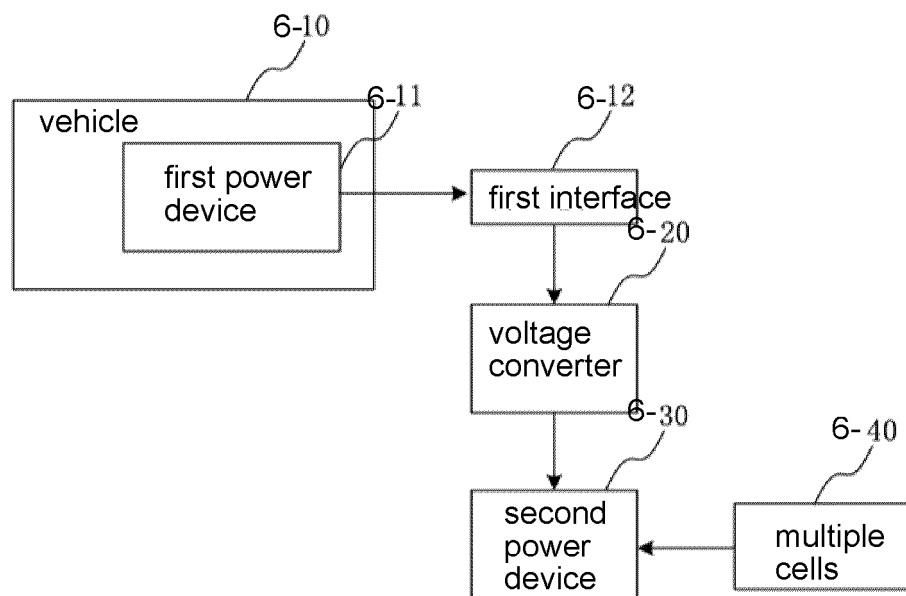 6-10
vehicle
6-11
first power
device
6-12
first interface
6-20
voltage
converter
6-30
second
power
device
6-40
multiple
cells